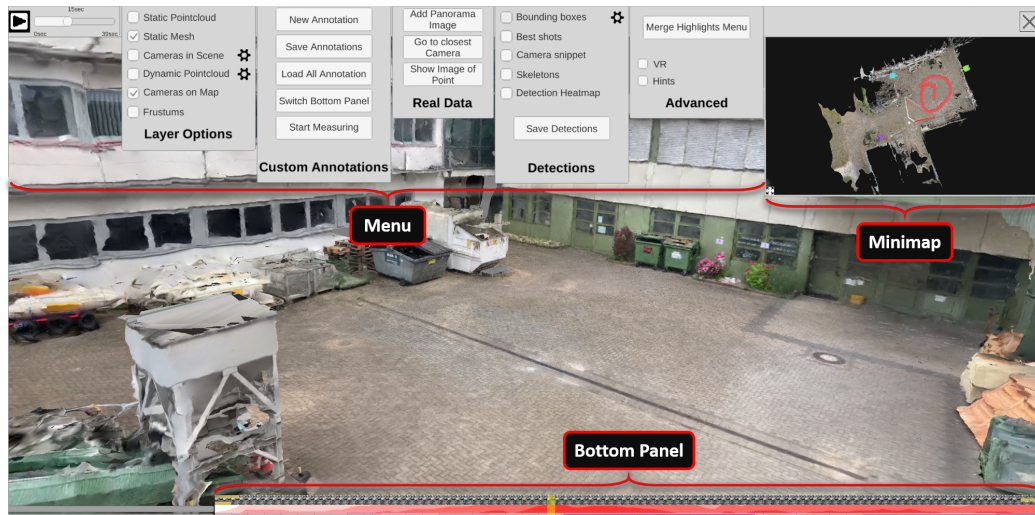 15sec
0sec
39sec
Static Pointcloud
Static Mesh
Cameras in Scene
Dynamic Pointcloud
Cameras on Map
Frustums
Layer Options
New Annotation
Save Annotations
Load All Annotation
Switch Bottom Panel
Start Measuring
Custom Annotations
Add Panorama
Image
Go to closest
Camera
Show Image of
Point
Real Data
Bounding boxes
Best shots
Camera snippet
Skeletons
Detection Heatmap
Save Detections
Detections
Merge Highlights Menu
VR
Hints
Advanced
Menu
Minimap
Bottom Panel